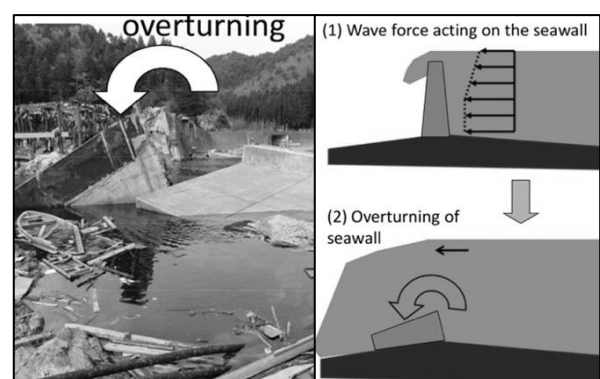 overturning
(1) Wave force acting on the seawall
(2) Overturning of
seawall